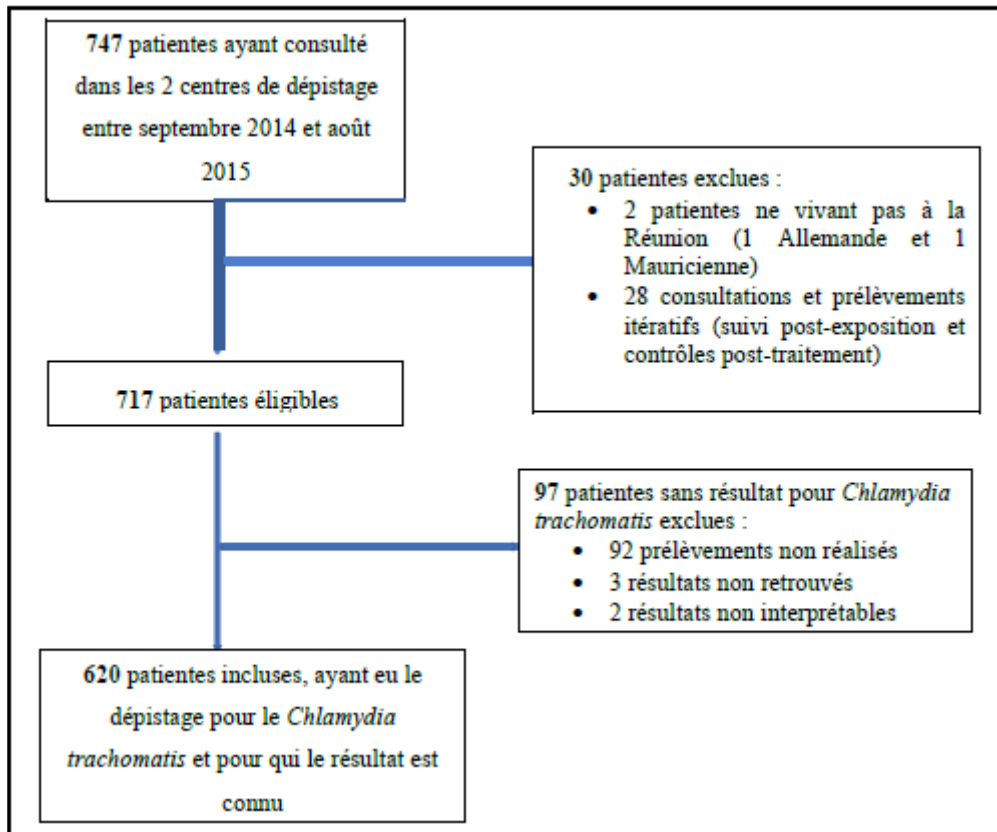 747 patientes ayant consulté
dans les 2 centres de dépistage
entre septembre 2014 et août
2015
30 patientes exclues :
• 2 patientes ne vivant pas à la
Réunion (1 Allemande et 1
Mauricienne)
• 28 consultations et prélèvements
itératifs (suivi post-exposition et
contrôles post-traitement)
717 patientes éligibles
97 patientes sans résultat pour Chlamydia
trachomatis exclues :
• 92 prélèvements non réalisés
• 3 résultats non retrouvés
• 2 résultats non interprétables
620 patientes incluses, ayant eu le
dépistage pour le Chlamydia
trachomatis et pour qui le résultat est
connu